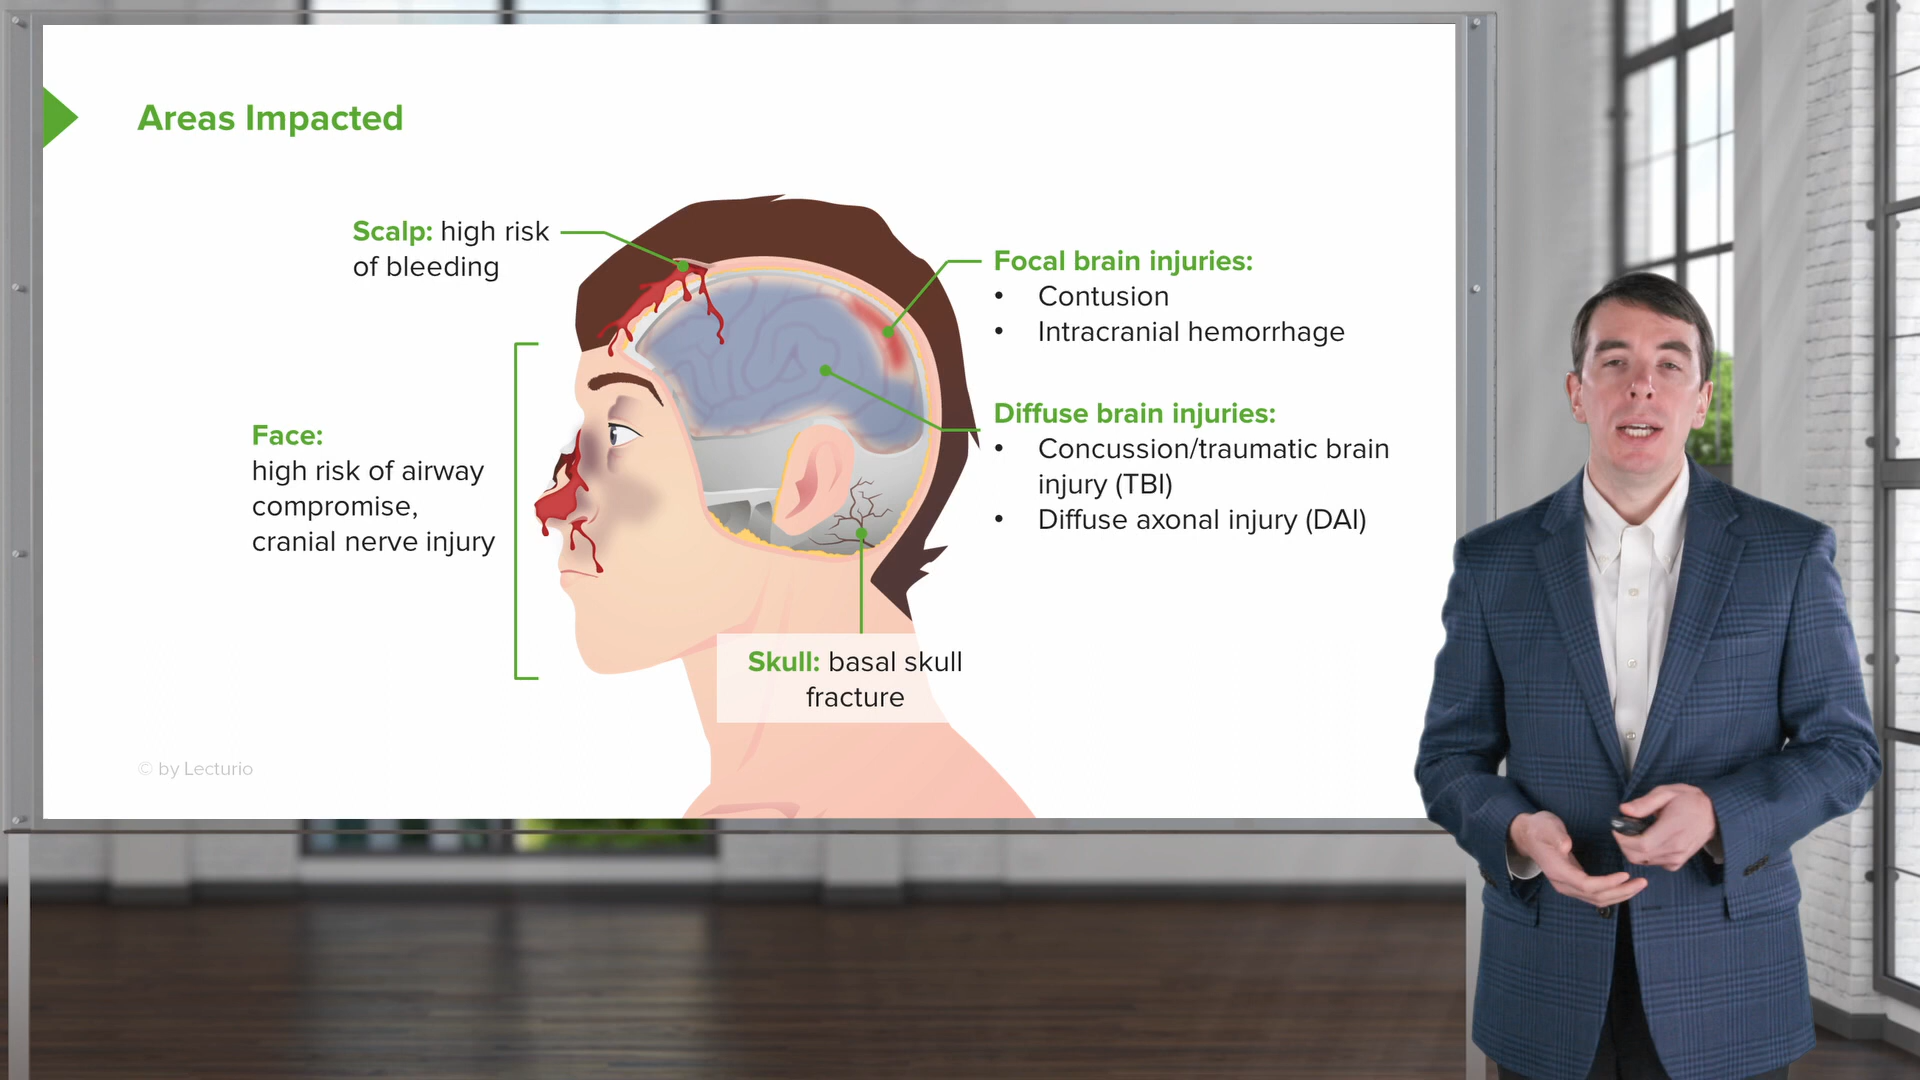 Areas Impacted
Scalp: high risk
of bleeding
Face:
high risk of airway
compromise,
cranial nerve injury
Focal brain injuries:
• Contusion
• Intracranial hemorrhage
Diffuse brain injuries:
• Concussion/traumatic brain
injury (TBI)
• Diffuse axonal injury (DAI)
Skull: basal skull
fracture
© by Lecturio